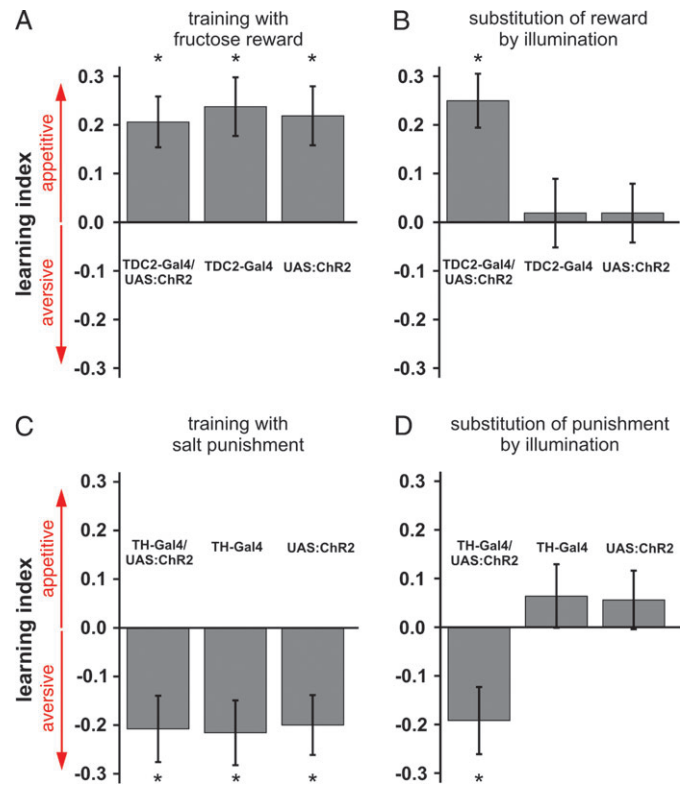 A
training with
fructose reward
* * *
0.3
0.2
0.1
0.0
-0.1
-0.2
-0.3
learning index
appetitive
aversive
TDC2-Gal4/
UAS:ChR2
TDC2-Gal4
UAS:ChR2
B
substitution of reward
by illumination
*
0.3
0.2
0.1
0.0
-0.1
-0.2
-0.3
TDC2-Gal4/
UAS:ChR2
TDC2-Gal4
UAS:ChR2
C
training with
salt punishment
0.3
0.2
0.1
0.0
-0.1
-0.2
-0.3
learning index
appetitive
aversive
TH-Gal4/
UAS:ChR2
TH-Gal4
UAS:ChR2
* * *
D
substitution of punishment
by illumination
0.3
0.2
0.1
0.0
-0.1
-0.2
-0.3
TH-Gal4/
UAS:ChR2
TH-Gal4
UAS:ChR2
*